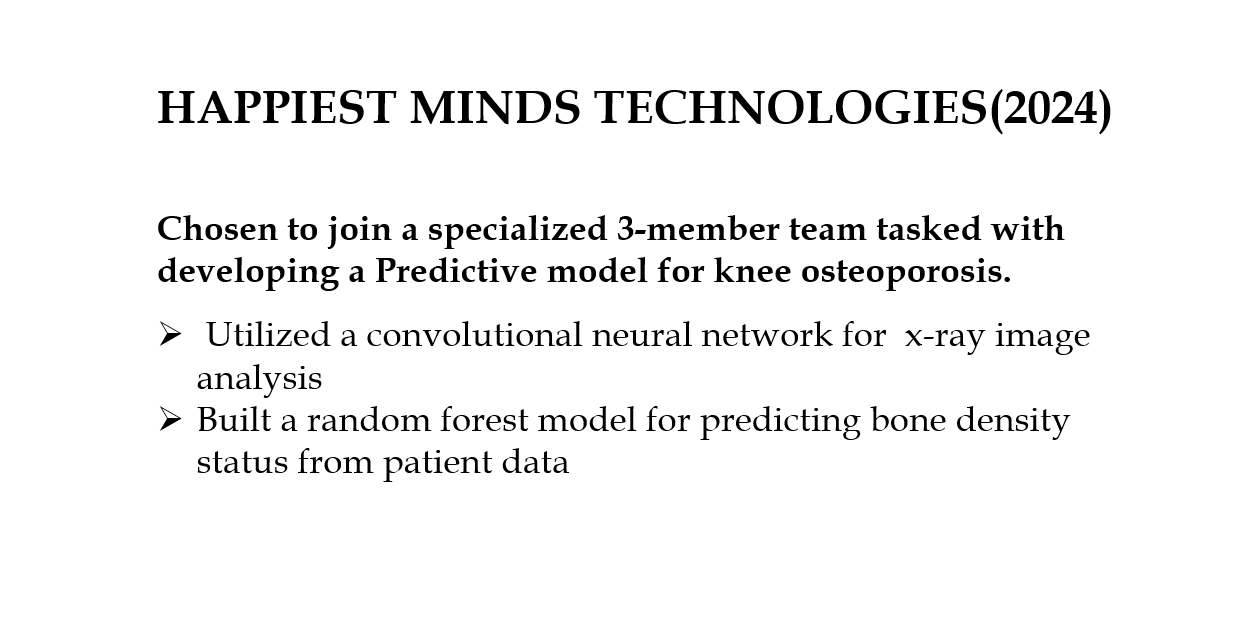 HAPPIEST MINDS TECHNOLOGIES(2024)
Chosen to join a specialized 3-member team tasked with
developing a Predictive model for knee osteoporosis.
➢ Utilized a convolutional neural network for  x-ray image
analysis
➢ Built a random forest model for predicting bone density
status from patient data